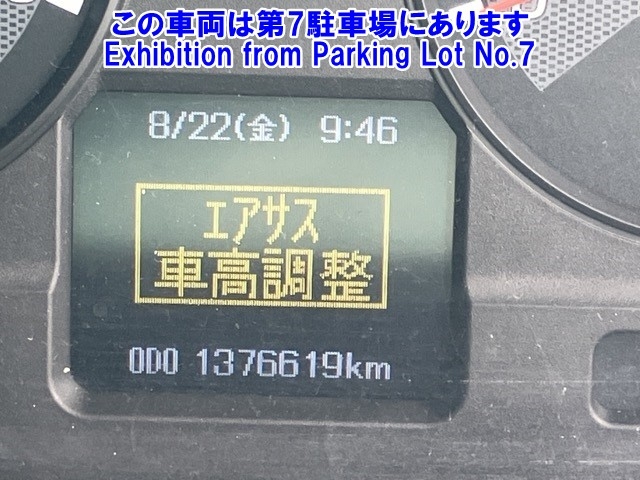 この車両は第7駐車場にあります
Exhibition from Parking Lot No.7
8/22(金) 9:46
エアサス
車高調整
ODO 1376619km